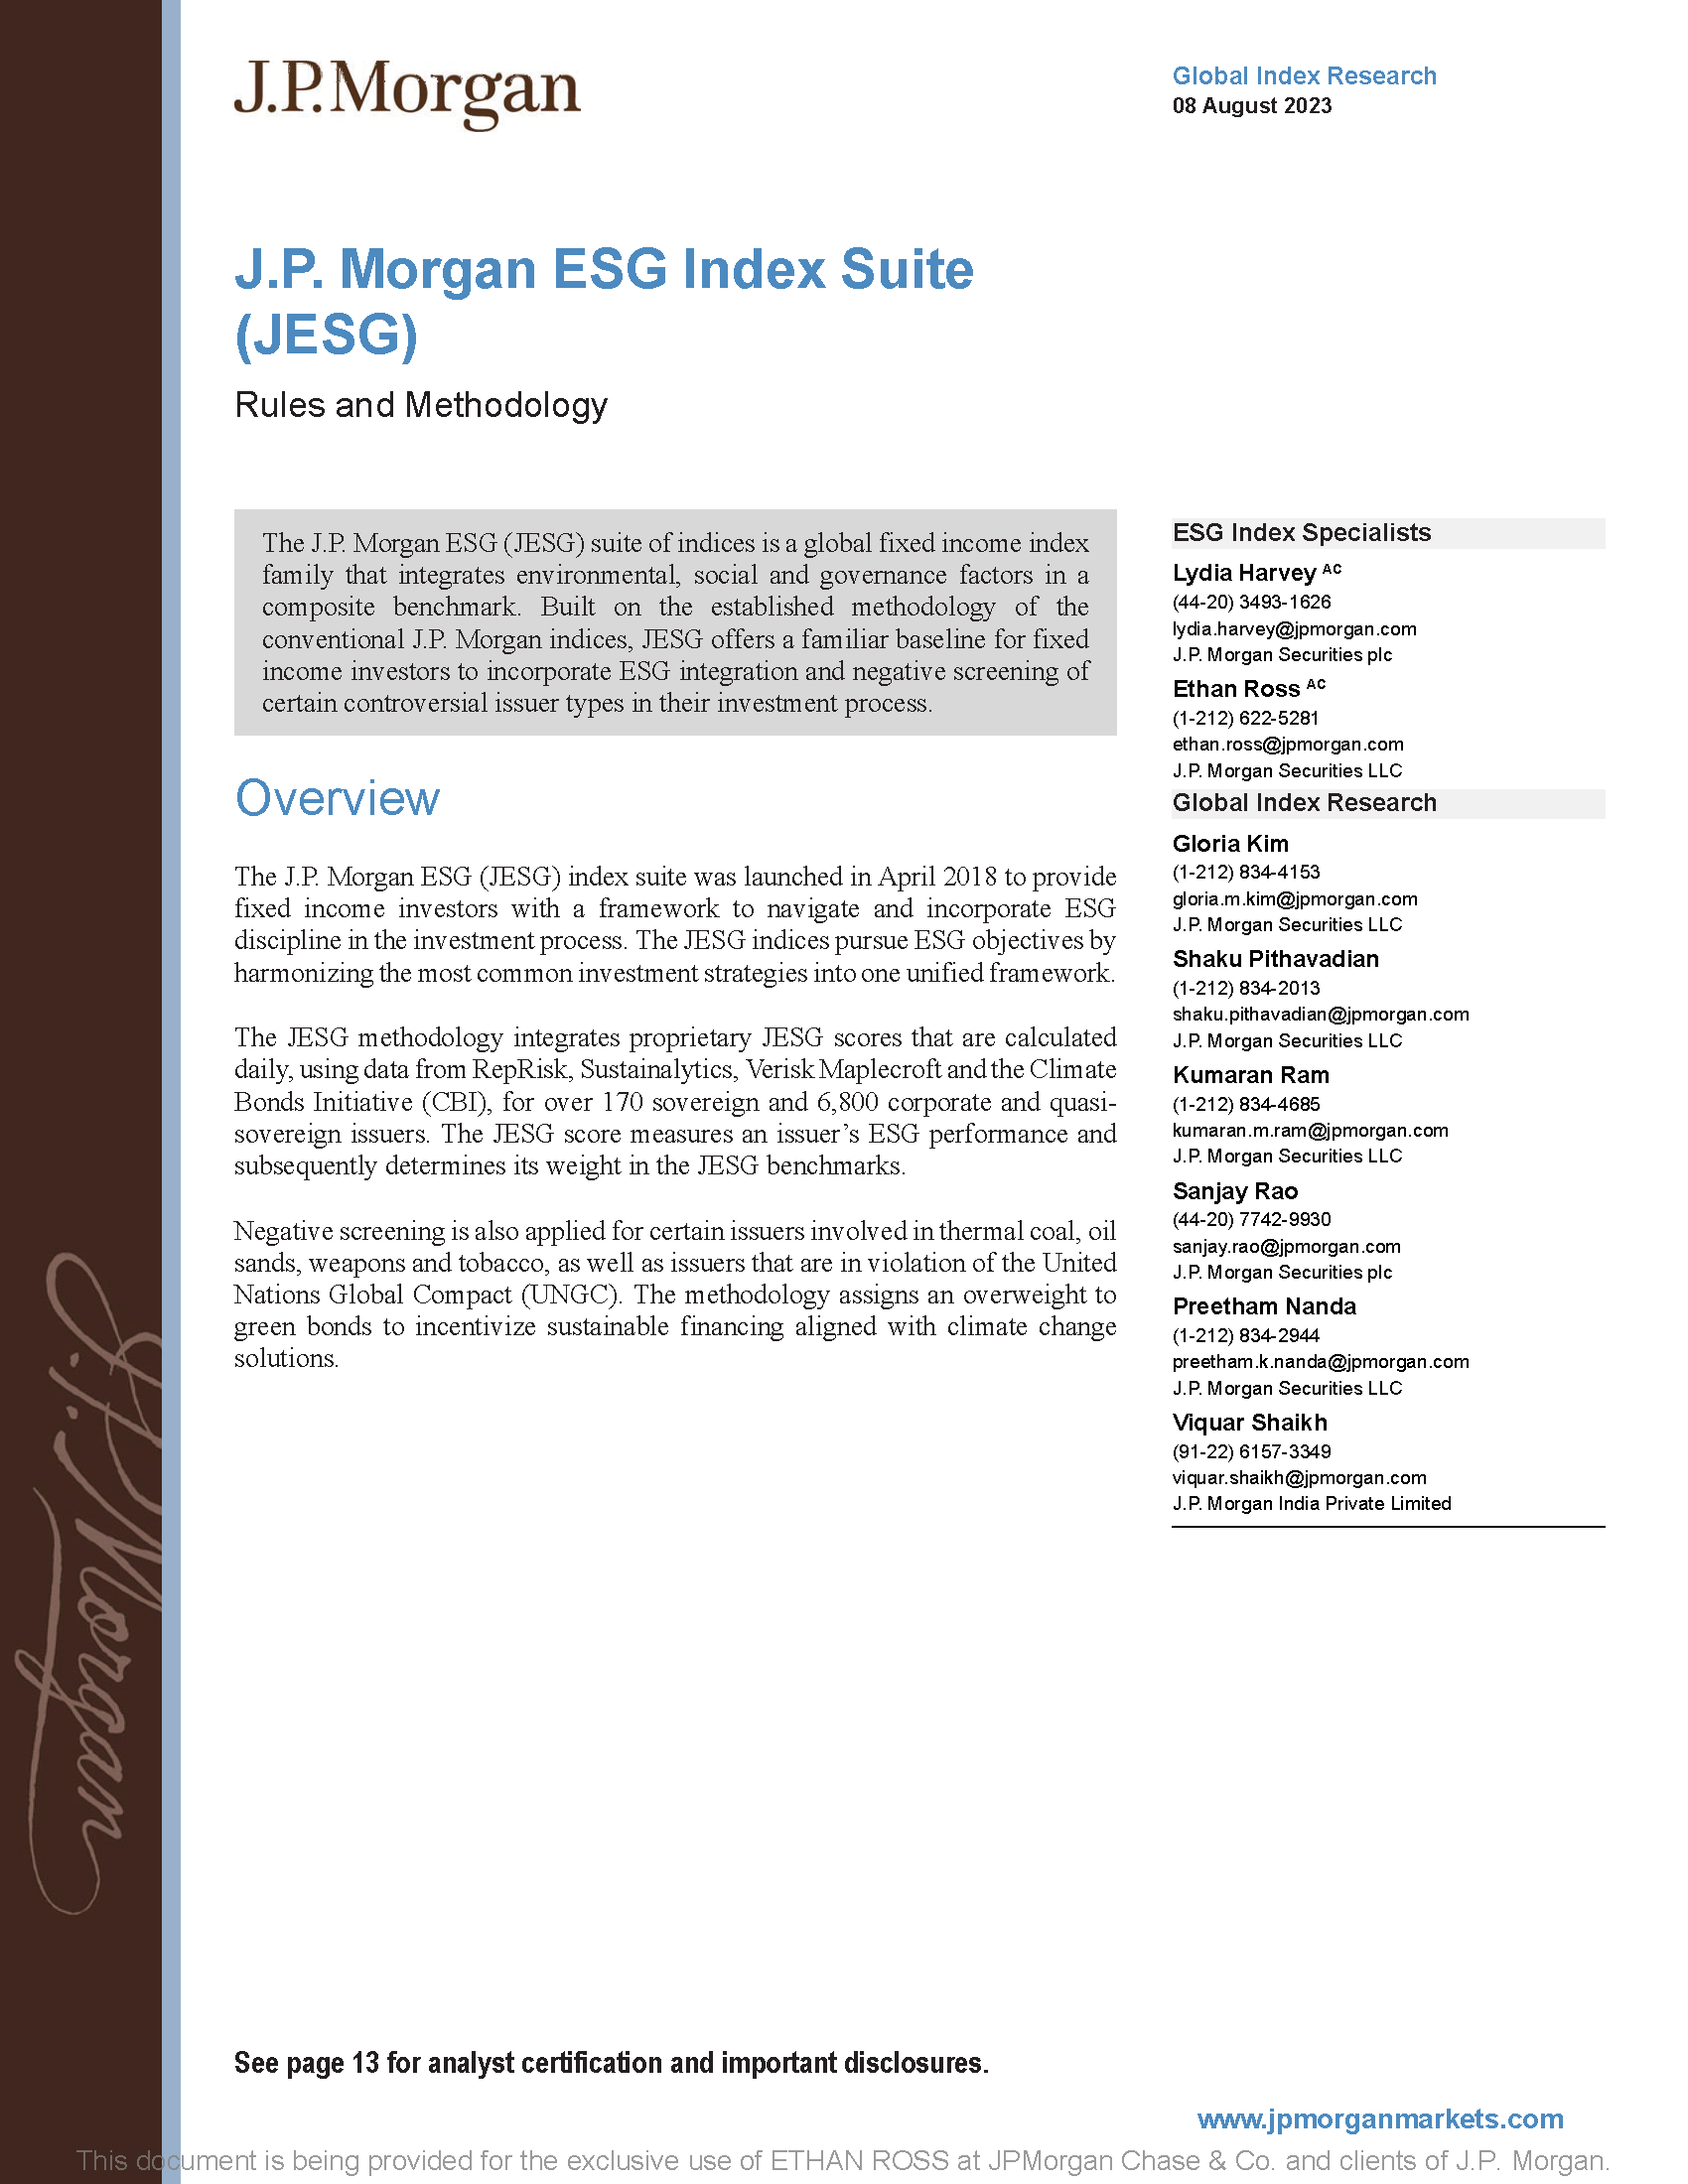 J.P.Morgan
Global Index Research
08 August 2023
J.P. Morgan ESG Index Suite
(JESG)
Rules and Methodology
The J.P. Morgan ESG (JESG) suite of indices is a global fixed income index
family that integrates environmental, social and governance factors in a
composite benchmark. Built on the established methodology of the
conventional J.P. Morgan indices, JESG offers a familiar baseline for fixed
income investors to incorporate ESG integration and negative screening of
certain controversial issuer types in their investment process.
Overview
The J.P. Morgan ESG (JESG) index suite was launched in April 2018 to provide
fixed income investors with a framework to navigate and incorporate ESG
discipline in the investment process. The JESG indices pursue ESG objectives by
harmonizing the most common investment strategies into one unified framework.
The JESG methodology integrates proprietary JESG scores that are calculated
daily, using data from RepRisk, Sustainalytics, Verisk Maplecroft and the Climate
Bonds Initiative (CBI), for over 170 sovereign and 6,800 corporate and quasi-
sovereign issuers. The JESG score measures an issuer’s ESG performance and
subsequently determines its weight in the JESG benchmarks.
Negative screening is also applied for certain issuers involved in thermal coal, oil
sands, weapons and tobacco, as well as issuers that are in violation of the United
Nations Global Compact (UNGC). The methodology assigns an overweight to
green bonds to incentivize sustainable financing aligned with climate change
solutions.
ESG Index Specialists
Lydia Harvey AC
(44-20) 3493-1626
lydia.harvey@jpmorgan.com
J.P. Morgan Securities plc
Ethan Ross AC
(1-212) 622-5281
ethan.ross@jpmorgan.com
J.P. Morgan Securities LLC
Global Index Research
Gloria Kim
(1-212) 834-4153
gloria.m.kim@jpmorgan.com
J.P. Morgan Securities LLC
Shaku Pithavadian
(1-212) 834-2013
shaku.pithavadian@jpmorgan.com
J.P. Morgan Securities LLC
Kumaran Ram
(1-212) 834-4685
kumaran.m.ram@jpmorgan.com
J.P. Morgan Securities LLC
Sanjay Rao
(44-20) 7742-9930
sanjay.rao@jpmorgan.com
J.P. Morgan Securities plc
Preetham Nanda
(1-212) 834-2944
preetham.k.nanda@jpmorgan.com
J.P. Morgan Securities LLC
Viquar Shaikh
(91-22) 6157-3349
viquar.shaikh@jpmorgan.com
J.P. Morgan India Private Limited
J.P. Morgan
See page 13 for analyst certification and important disclosures.
www.jpmorganmarkets.com
This document is being provided for the exclusive use of ETHAN ROSS at JPMorgan Chase & Co. and clients of J.P. Morgan.